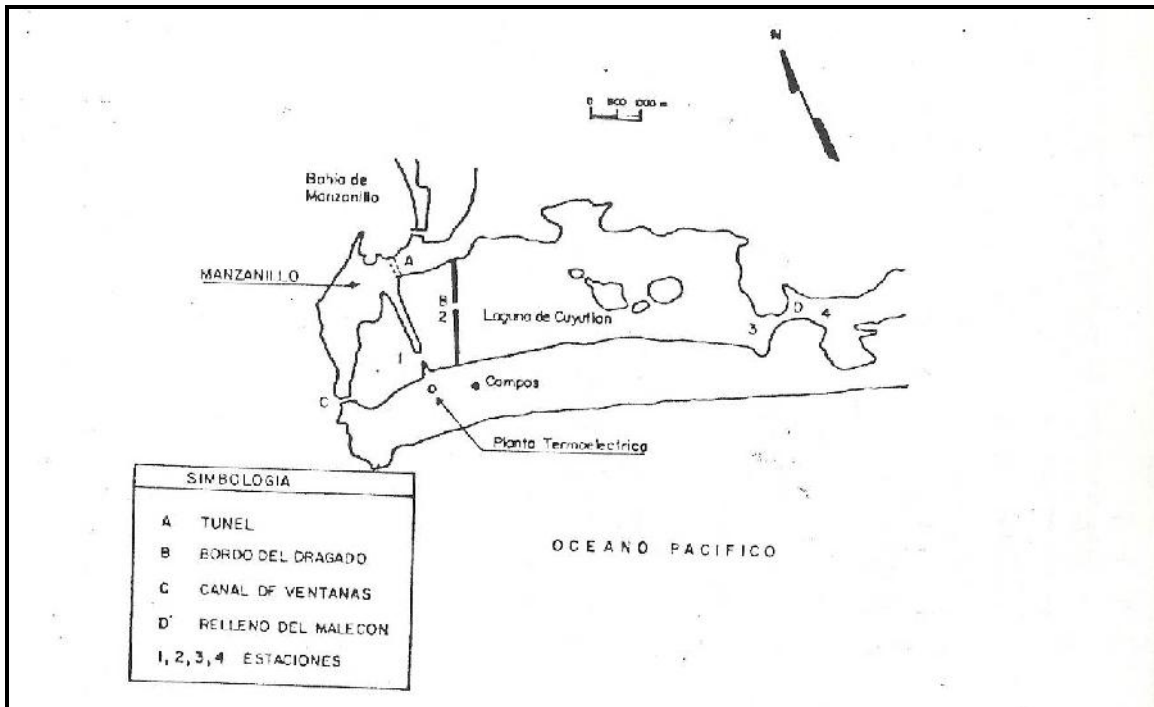 N
0 500 1000 m
Bahia de
Manzanillo
A
MANZANILLO
B
2
Laguna de Cuyutlan
D
4
3
1
Campos
C
Planta Termoelectrica
SIMBOLOGIA
A TUNEL
B BORDO DEL DRAGADO
C CANAL DE VENTANAS
D RELLENO DEL MALECON
1, 2, 3, 4 ESTACIONES
OCEANO PACIFICO